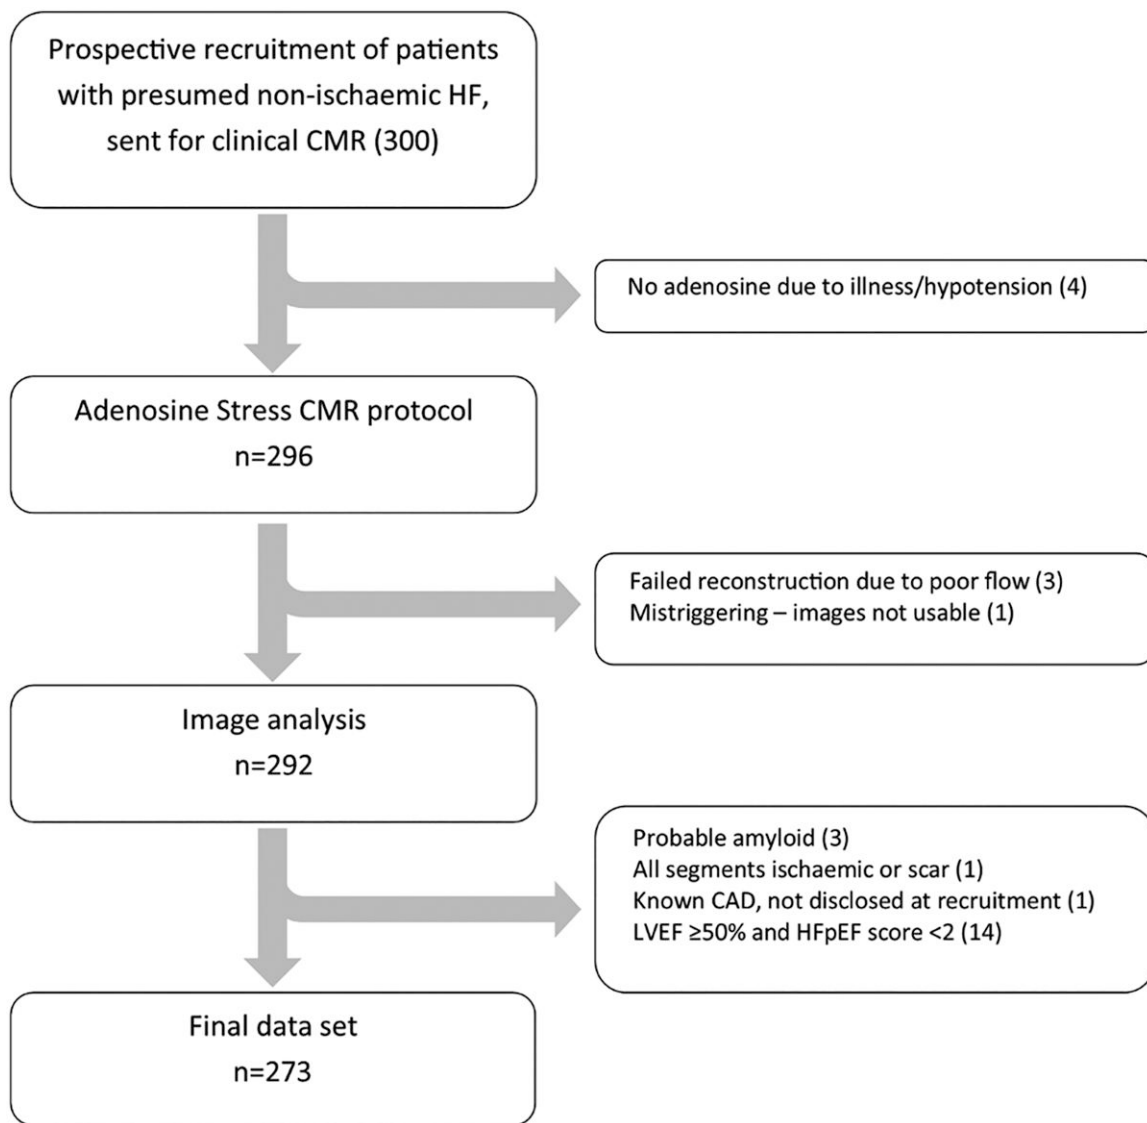 Prospective recruitment of patients
with presumed non-ischaemic HF,
sent for clinical CMR (300)
No adenosine due to illness/hypotension (4)
Adenosine Stress CMR protocol
n=296
Failed reconstruction due to poor flow (3)
Mistriggering – images not usable (1)
Image analysis
n=292
Probable amyloid (3)
All segments ischaemic or scar (1)
Known CAD, not disclosed at recruitment (1)
LVEF ≥50% and HFpEF score <2 (14)
Final data set
n=273